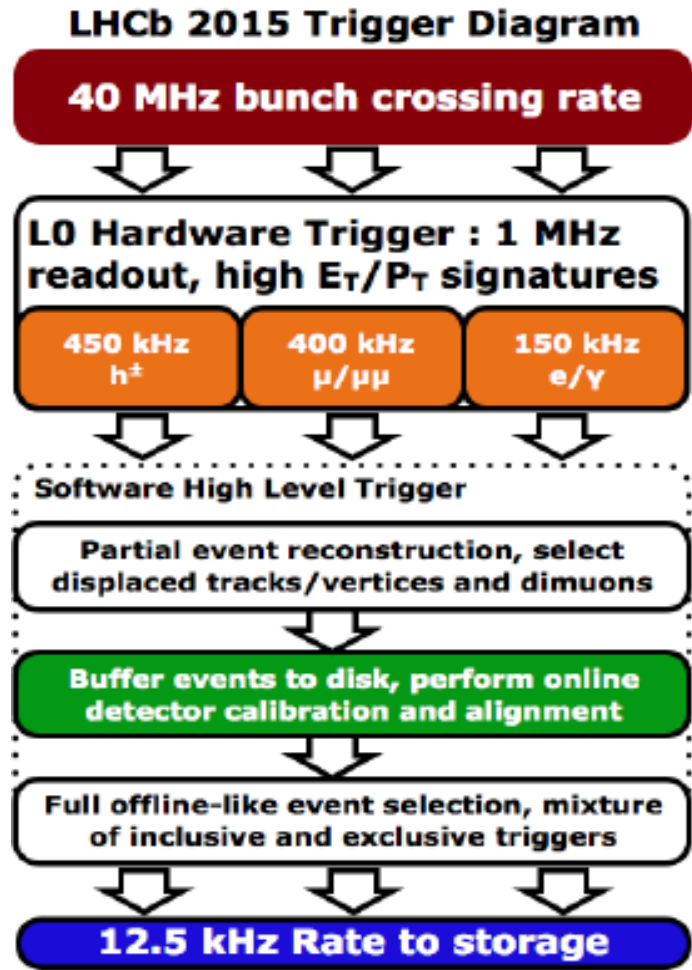 LHCb 2015 Trigger Diagram
40 MHz bunch crossing rate
L0 Hardware Trigger : 1 MHz
readout, high E_T/P_T signatures
450 kHz
h±
400 kHz
μ/μμ
150 kHz
e/γ
Software High Level Trigger
Partial event reconstruction, select
displaced tracks/vertices and dimuons
Buffer events to disk, perform online
detector calibration and alignment
Full offline-like event selection, mixture
of inclusive and exclusive triggers
12.5 kHz Rate to storage